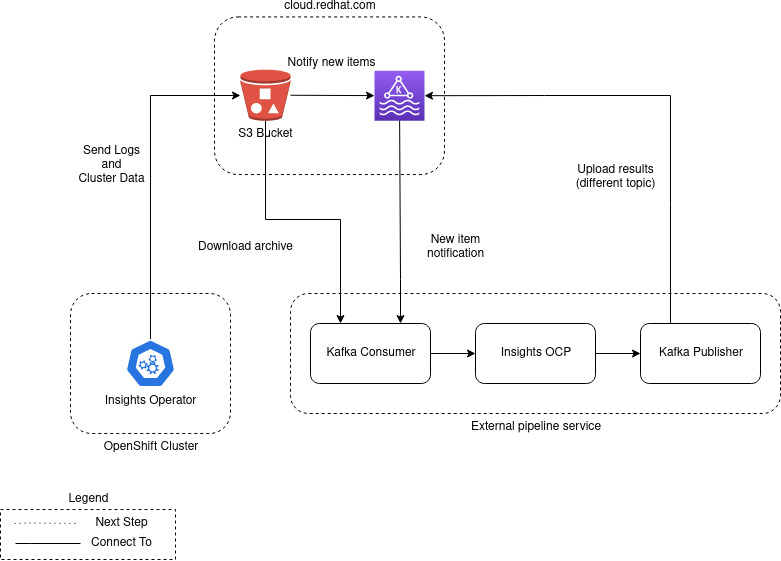 cloud.redhat.com
Notify new items
K
S3 Bucket
Send Logs
and
Cluster Data
Upload results
(different topic)
Download archive
New item
notification
Kafka Consumer
Insights OCP
Kafka Publisher
Insights Operator
External pipeline service
OpenShift Cluster
Legend
Next Step
Connect To